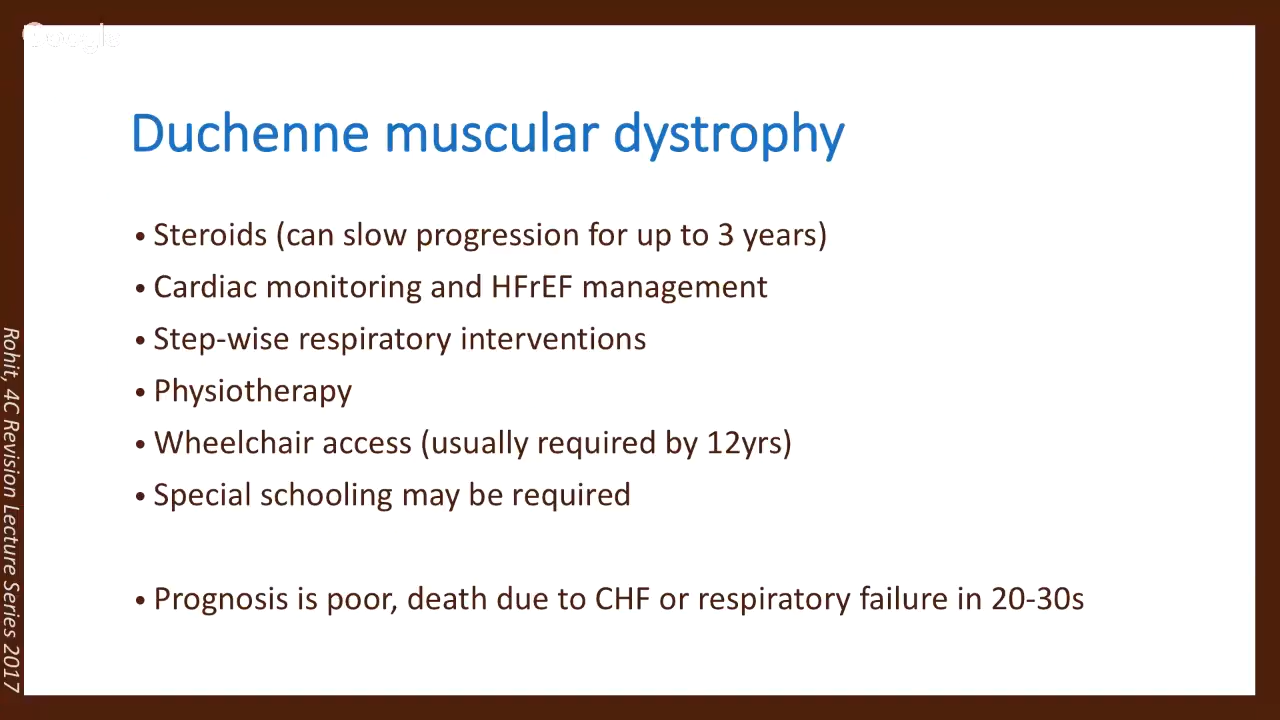 Google
Duchenne muscular dystrophy
• Steroids (can slow progression for up to 3 years)
• Cardiac monitoring and HFrEF management
• Step-wise respiratory interventions
• Physiotherapy
• Wheelchair access (usually required by 12yrs)
• Special schooling may be required
• Prognosis is poor, death due to CHF or respiratory failure in 20-30s
Rohit, 4C Revision Lecture Series 2017